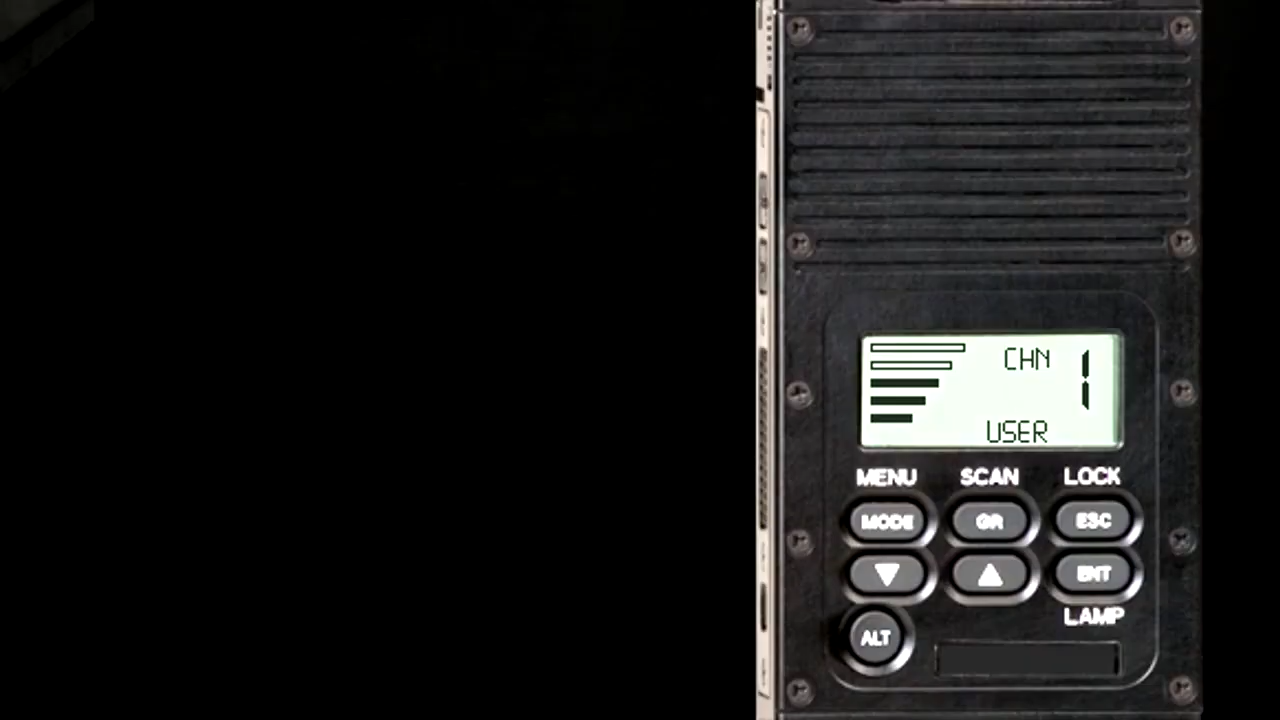 CHN 1
USER
MENU SCAN LOCK
MODE GR ESC
ENT
LAMP
ALT